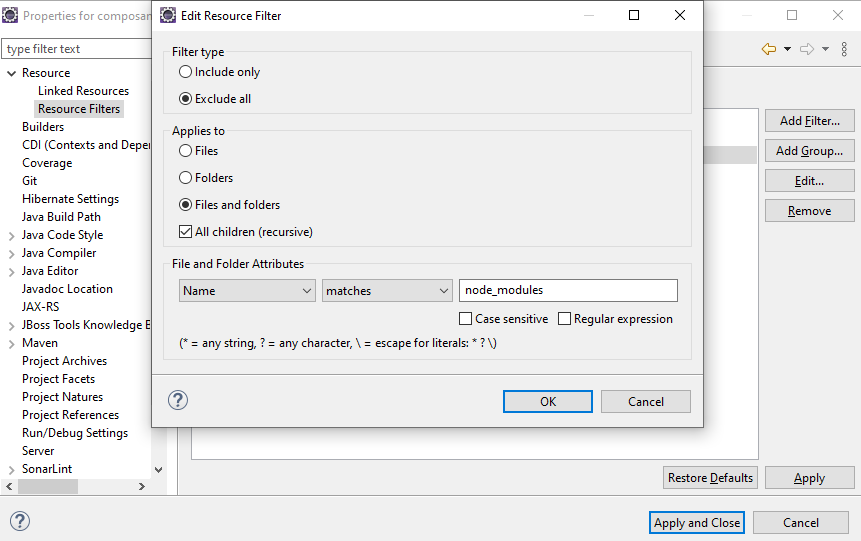 Properties for composan
Edit Resource Filter
type filter text
Resource
Linked Resources
Resource Filters
Builders
CDI (Contexts and Depe
Coverage
Git
Hibernate Settings
Java Build Path
Java Code Style
Java Compiler
Java Editor
Javadoc Location
JAX-RS
JBoss Tools Knowledge B
Maven
Project Archives
Project Facets
Project Natures
Project References
Run/Debug Settings
Server
SonarLint
Filter type
Include only
Exclude all
Applies to
Files
Folders
Files and folders
All children (recursive)
File and Folder Attributes
Name
matches
node_modules
Case sensitive
Regular expression
(* = any string, ? = any character, \ = escape for literals: * ? \)
OK
Cancel
Add Filter...
Add Group...
Edit...
Remove
Restore Defaults
Apply
Apply and Close
Cancel